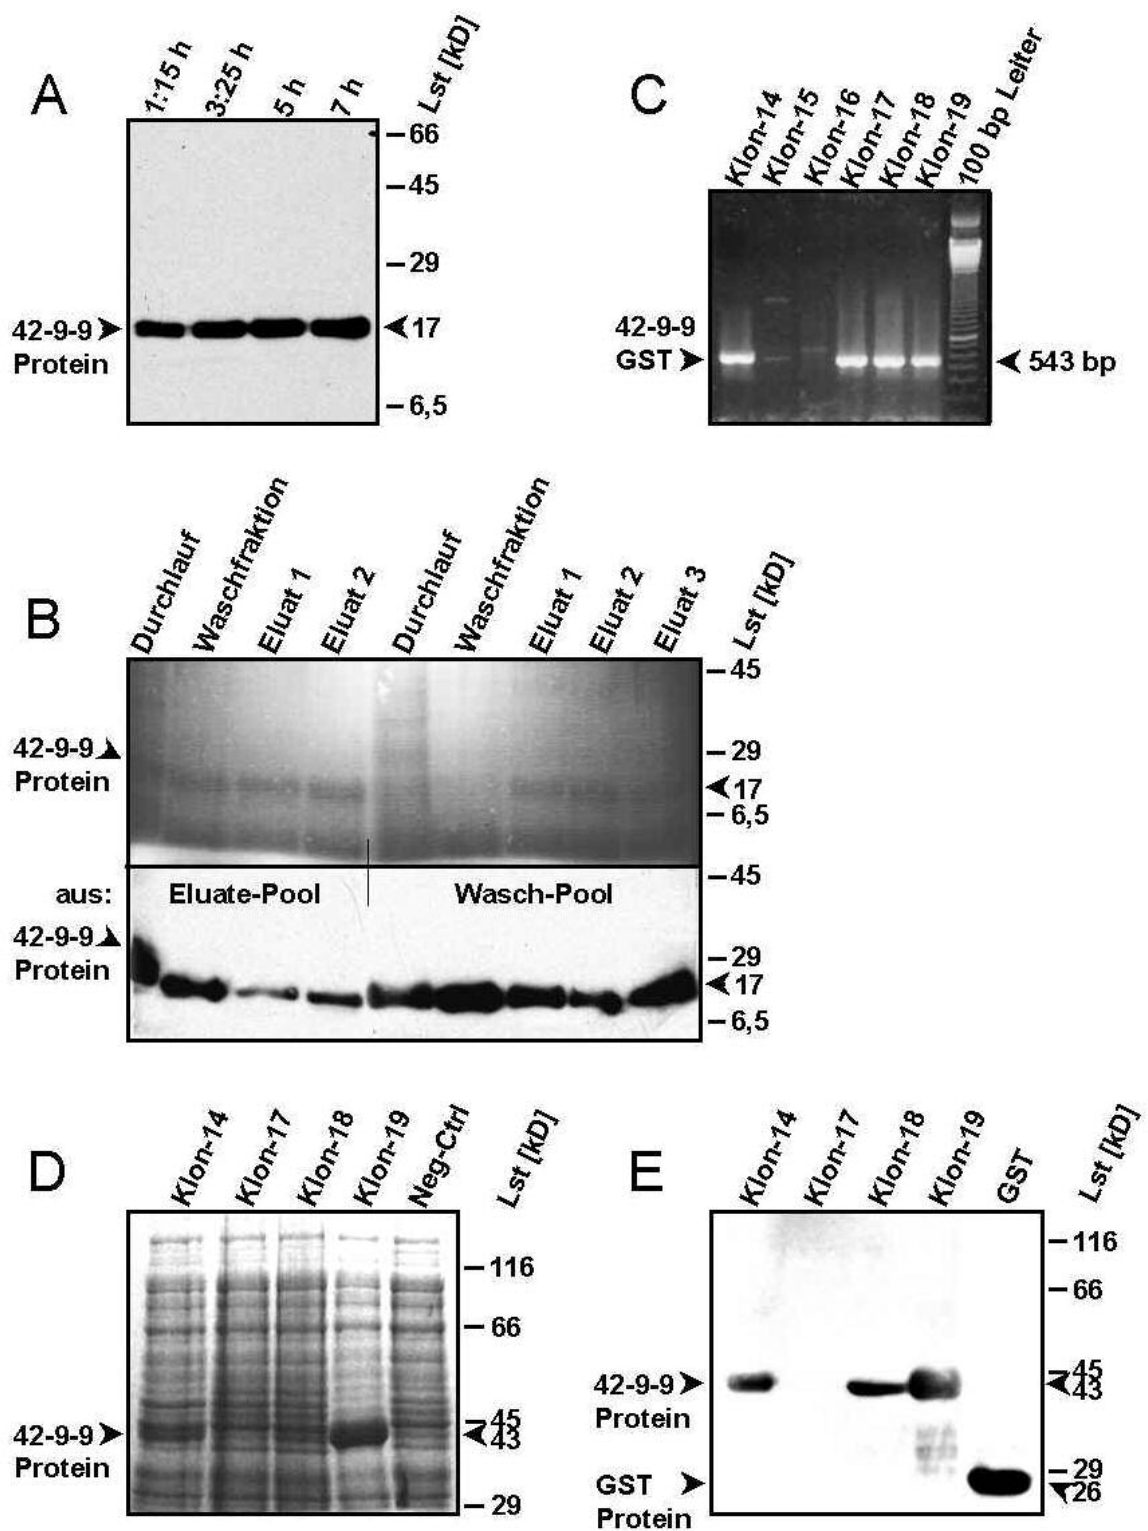 A
1:15 h
3:25 h
5 h
7 h
Lst [kD]
66
45
29
42-9-9
Protein
17
6,5
C
Klon-14
Klon-15
Klon-16
Klon-17
Klon-18
Klon-19
100 bp Leiter
42-9-9
GST
543 bp
B
Durchlauf
Waschfraktion
Eluat 1
Eluat 2
Durchlauf
Waschfraktion
Eluat 1
Eluat 2
Eluat 3
Lst [kD]
45
42-9-9
Protein
29
17
6,5
aus: Eluate-Pool Wasch-Pool
45
42-9-9
Protein
29
17
6,5
D
Klon-14
Klon-17
Klon-18
Klon-19
Neg-Ctrl
Lst [kD]
116
66
45
42-9-9
Protein
43
29
E
Klon-14
Klon-17
Klon-18
Klon-19
GST
Lst [kD]
116
66
45
42-9-9
Protein
43
29
GST
Protein
26